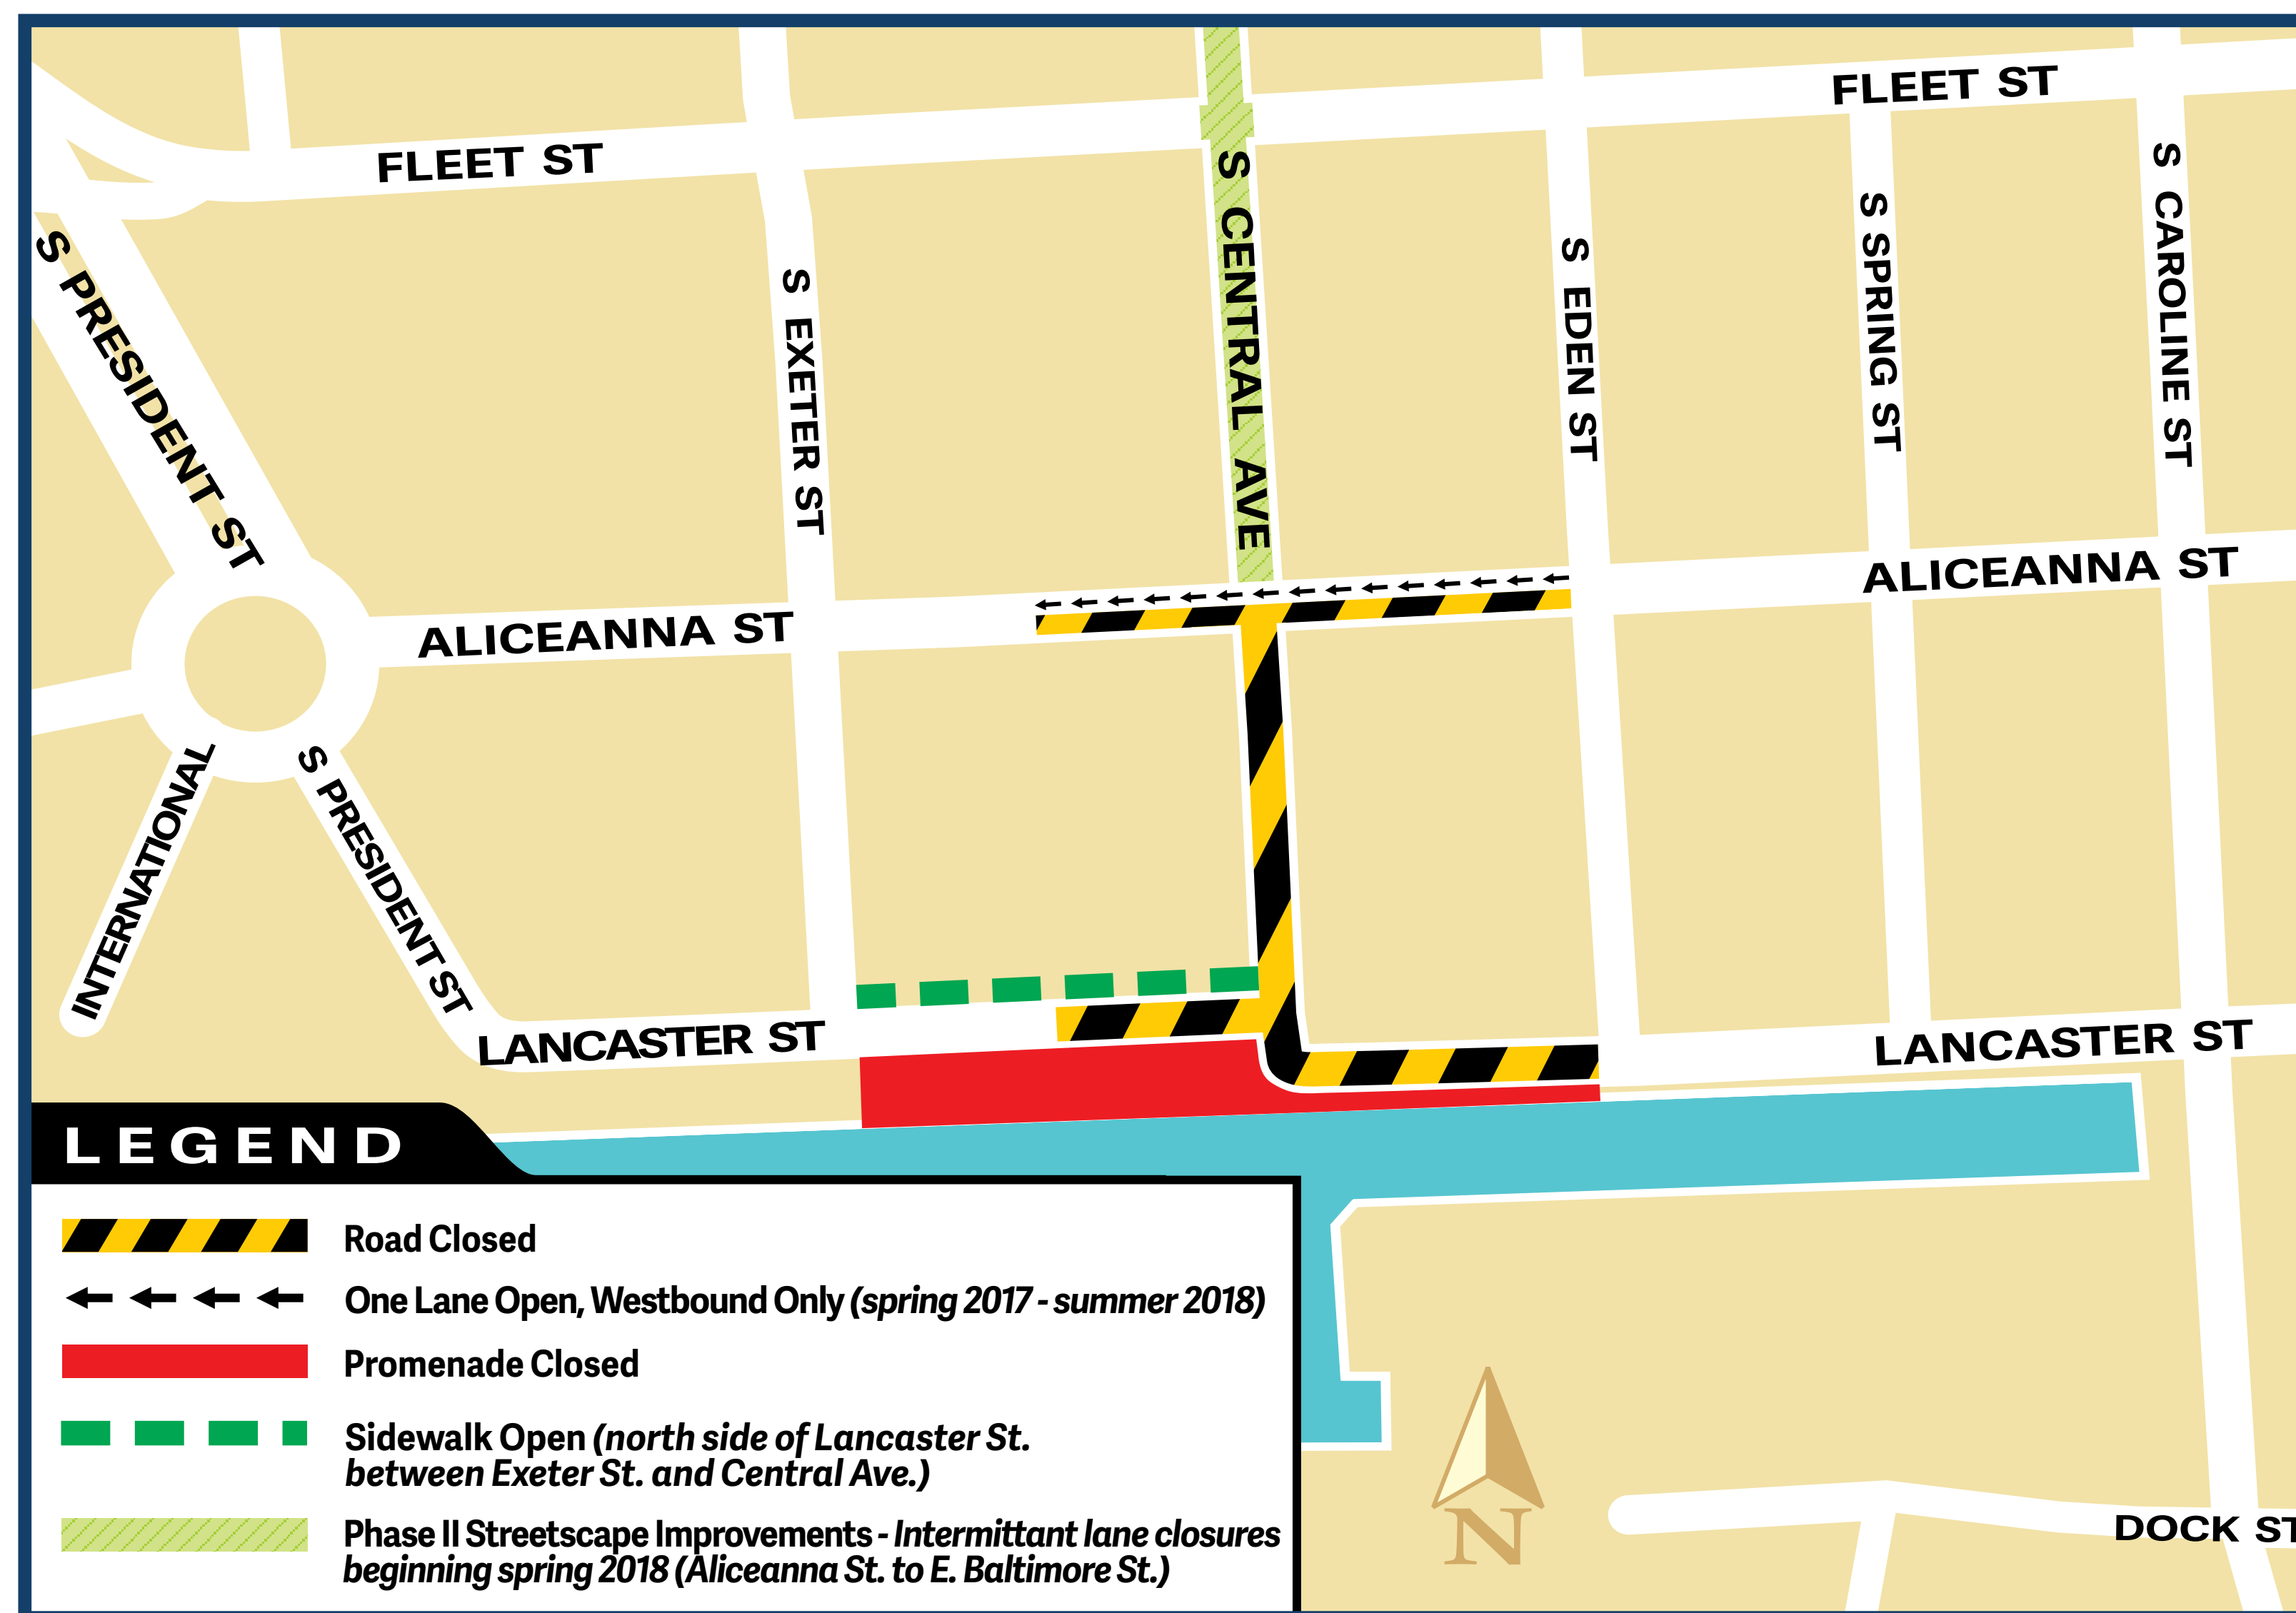 FLEET ST
FLEET ST
S CENTRAL AVE
S CAROLINE ST
S SPRING ST
S PRESIDENT ST
S EDEN ST
S EXETER ST
ALICEANNA ST
ALICEANNA ST
INTERNATIONAL
S PRESIDENT ST
LANCASTER ST
LANCASTER ST
LEGEND
Road Closed
One Lane Open, Westbound Only (spring 2017 - summer 2018)
Promenade Closed
Sidewalk Open (north side of Lancaster St.
between Exeter St. and Central Ave.)
Phase II Streetscape Improvements - Intermittant lane closures
beginning spring 2018 (Aliceanna St. to E. Baltimore St.)
N
DOCK ST